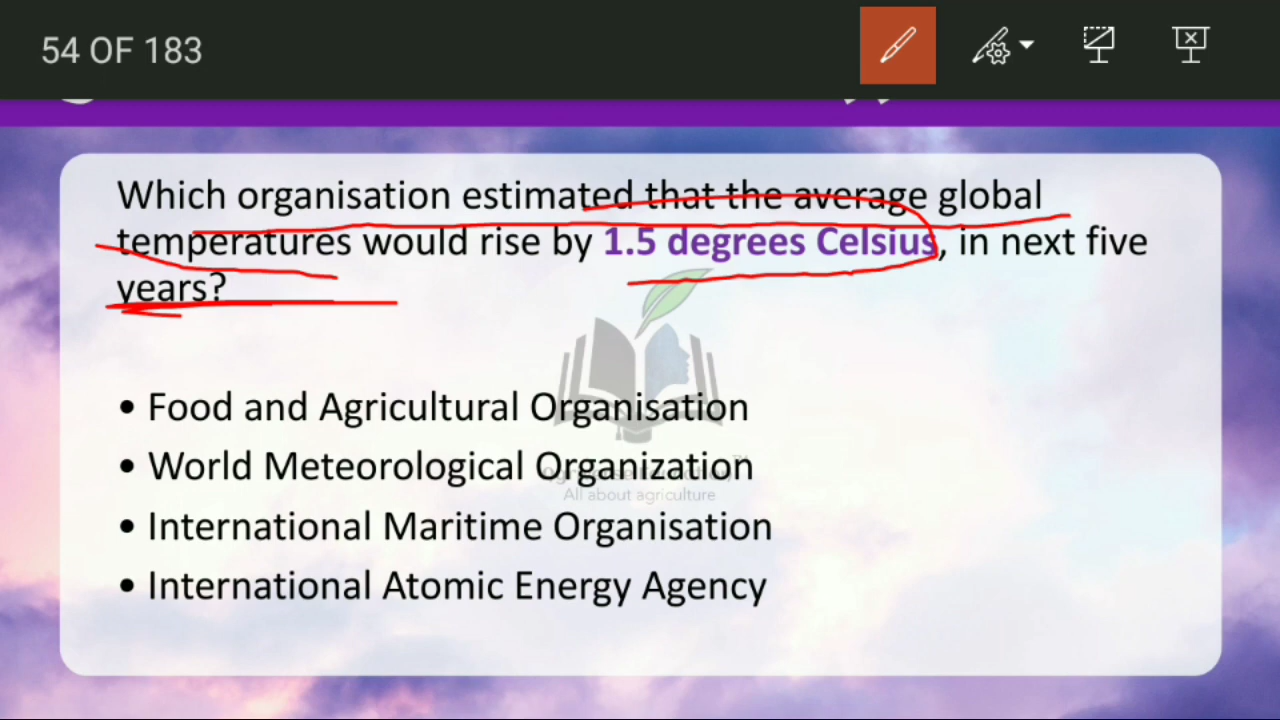 54 OF 183
Which organisation estimated that the average global
temperatures would rise by 1.5 degrees Celsius, in next five
years?
• Food and Agricultural Organisation
• World Meteorological Organization
• International Maritime Organisation
• International Atomic Energy Agency
All about agriculture